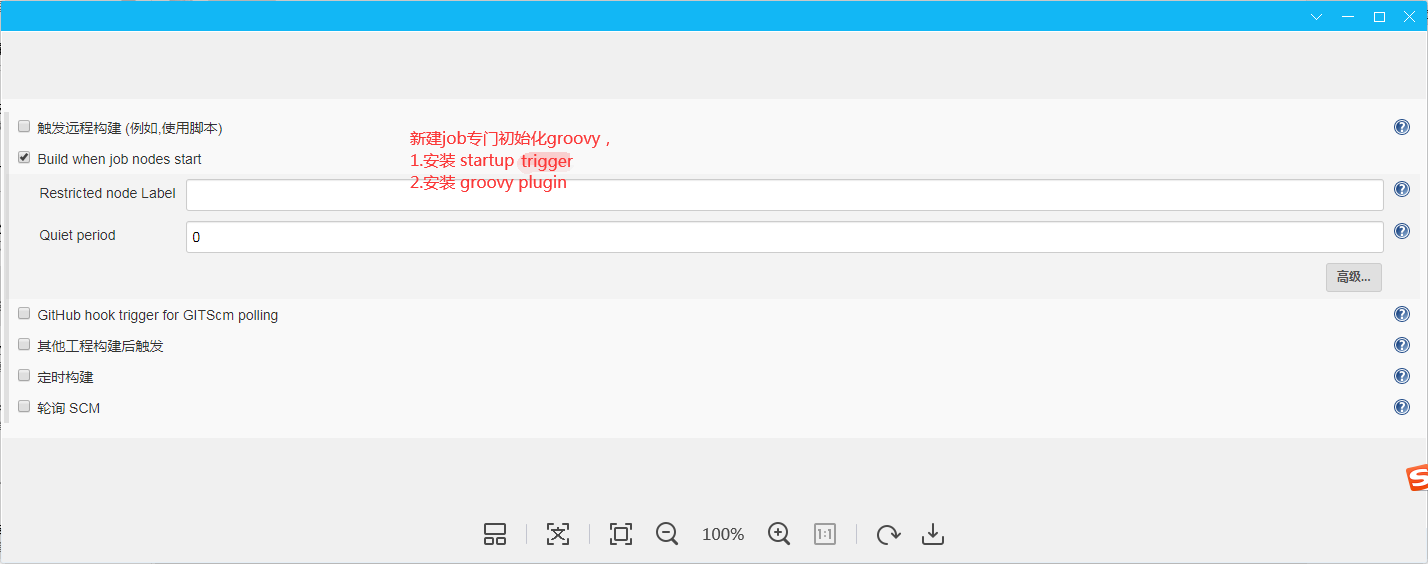 触发远程构建 (例如,使用脚本)
新建job专门初始化groovy，
Build when job nodes start
1.安装 startup trigger
2.安装 groovy plugin
Restricted node Label
Quiet period
0
高级...
GitHub hook trigger for GITScm polling
其他工程构建后触发
定时构建
轮询 SCM
100%
1:1